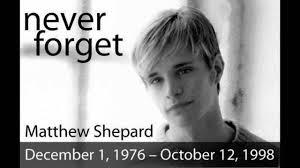 never
forget
Matthew Shepard
December 1, 1976 – October 12, 1998